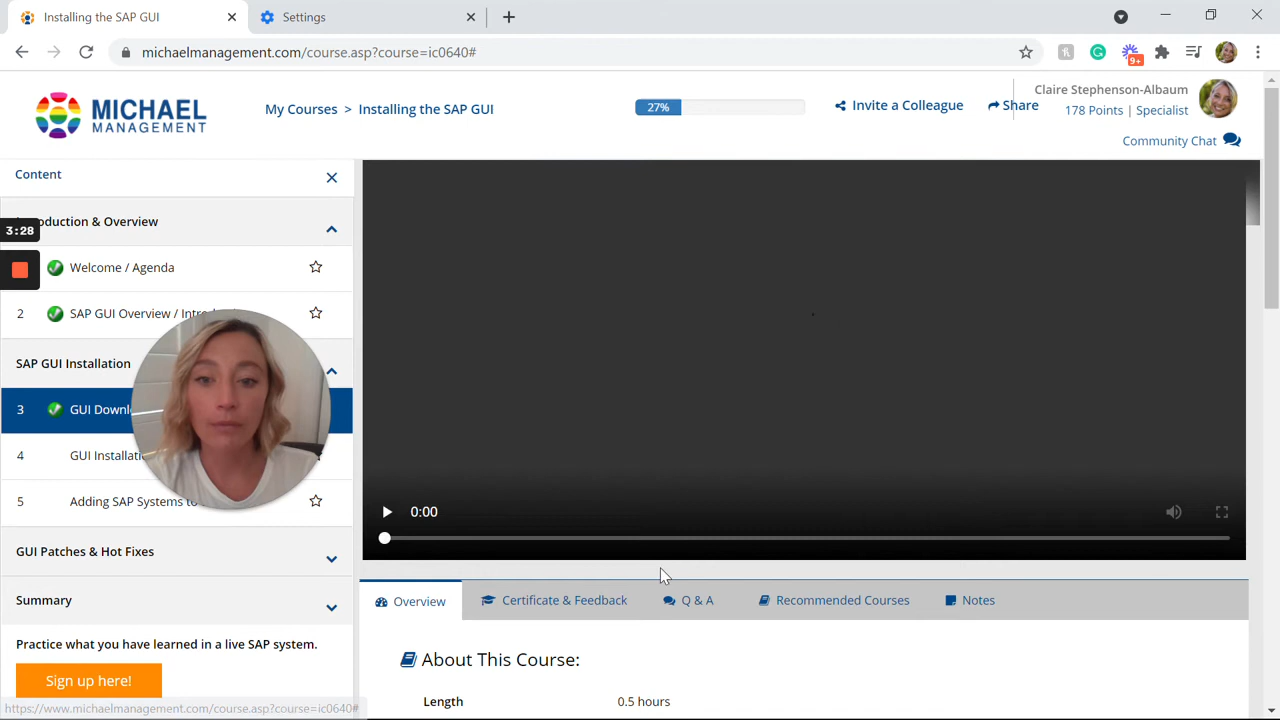 Installing the SAP GUI
Settings
michaelmanagement.com/course.asp?course=ic0640#
9+
MICHAEL
MANAGEMENT
My Courses > Installing the SAP GUI
27%
Invite a Colleague
Share
Claire Stephenson-Albaum
178 Points | Specialist
Community Chat
Content
oduction & Overview
3:28
Welcome / Agenda
2 SAP GUI Overview / Intro
SAP GUI Installation
3 GUI Downl
4 GUI Installati
5 Adding SAP Systems to
GUI Patches & Hot Fixes
Summary
Practice what you have learned in a live SAP system.
Sign up here!
https://www.michaelmanagement.com/course.asp?course=ic0640#
0:00
Overview
Certificate & Feedback
Q & A
Recommended Courses
Notes
About This Course:
Length 0.5 hours